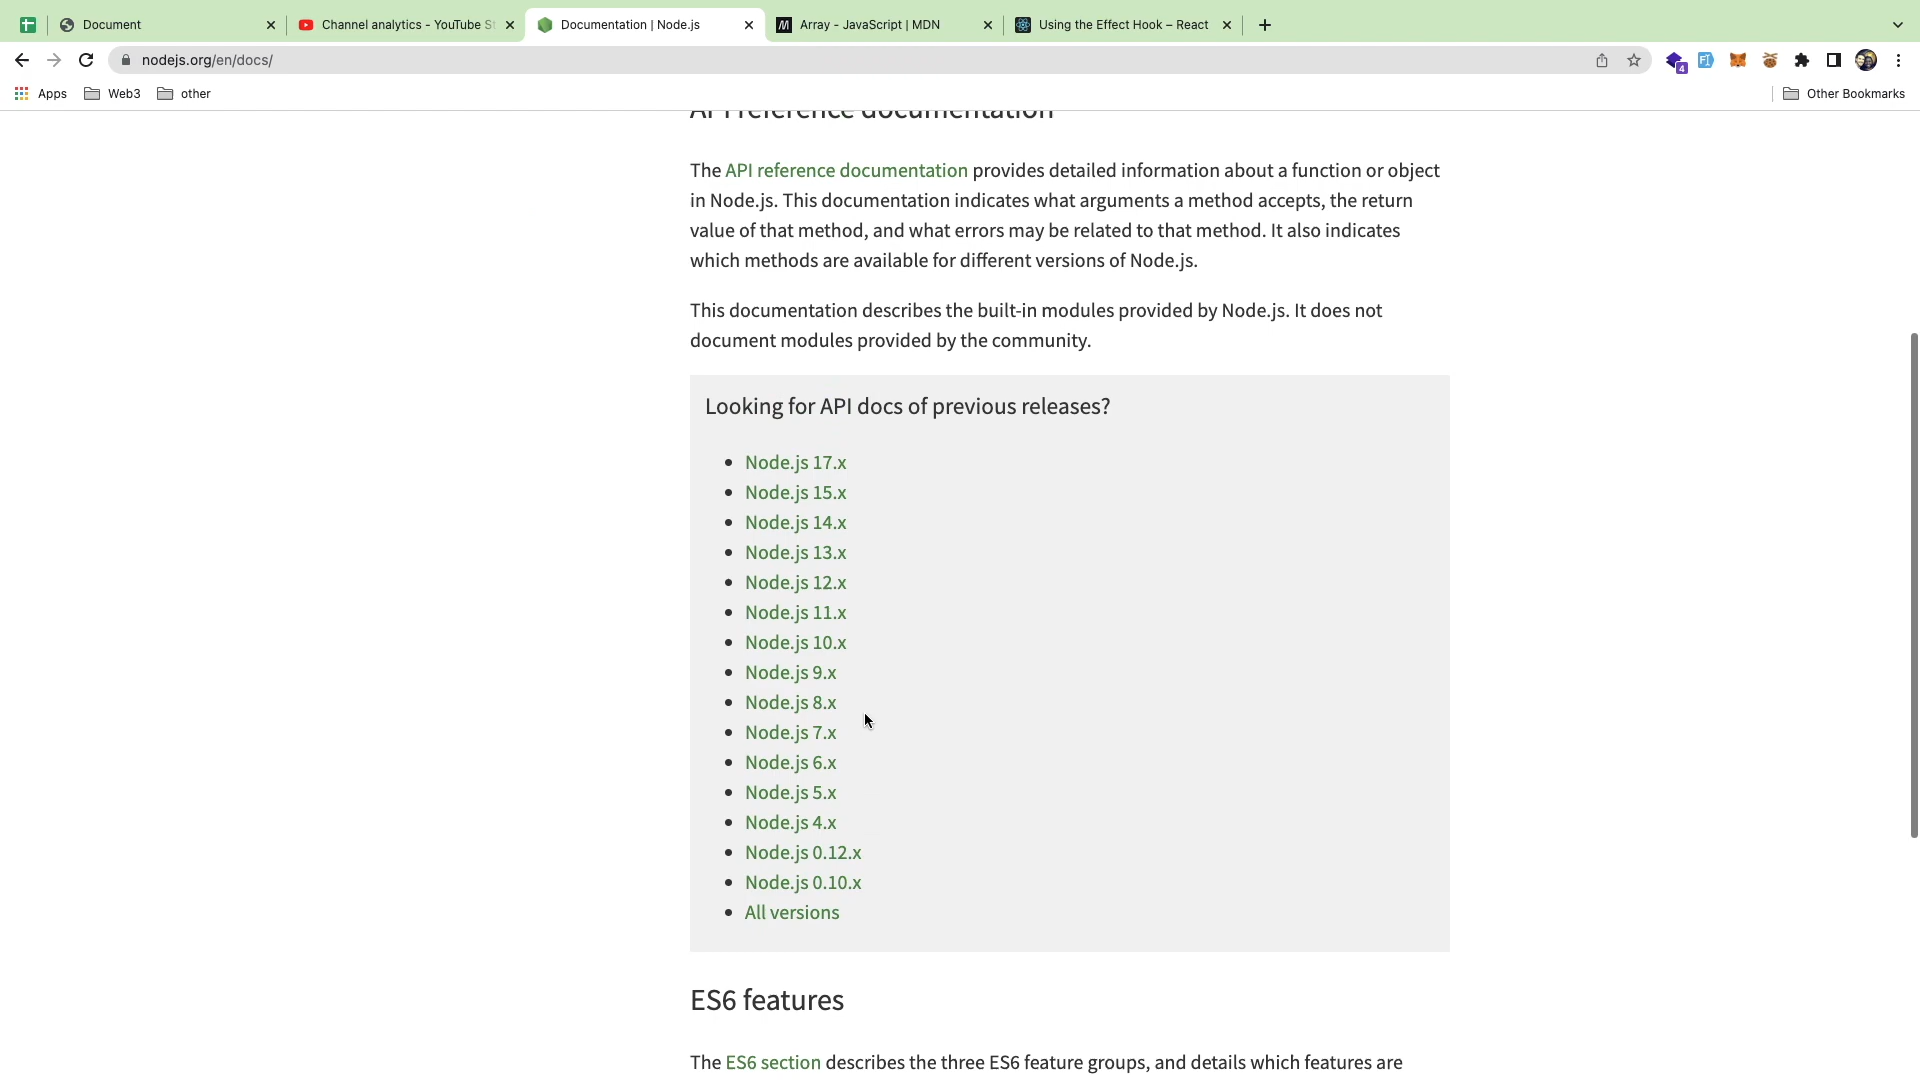 Document
Channel analytics - YouTube St
Documentation | Node.js
Array - JavaScript | MDN
Using the Effect Hook – React
nodejs.org/en/docs/
4
Apps
Web3
other
Other Bookmarks
API reference documentation
The API reference documentation provides detailed information about a function or object
in Node.js. This documentation indicates what arguments a method accepts, the return
value of that method, and what errors may be related to that method. It also indicates
which methods are available for different versions of Node.js.
This documentation describes the built-in modules provided by Node.js. It does not
document modules provided by the community.
Looking for API docs of previous releases?
Node.js 17.x
Node.js 15.x
Node.js 14.x
Node.js 13.x
Node.js 12.x
Node.js 11.x
Node.js 10.x
Node.js 9.x
Node.js 8.x
Node.js 7.x
Node.js 6.x
Node.js 5.x
Node.js 4.x
Node.js 0.12.x
Node.js 0.10.x
All versions
ES6 features
The ES6 section describes the three ES6 feature groups, and details which features are